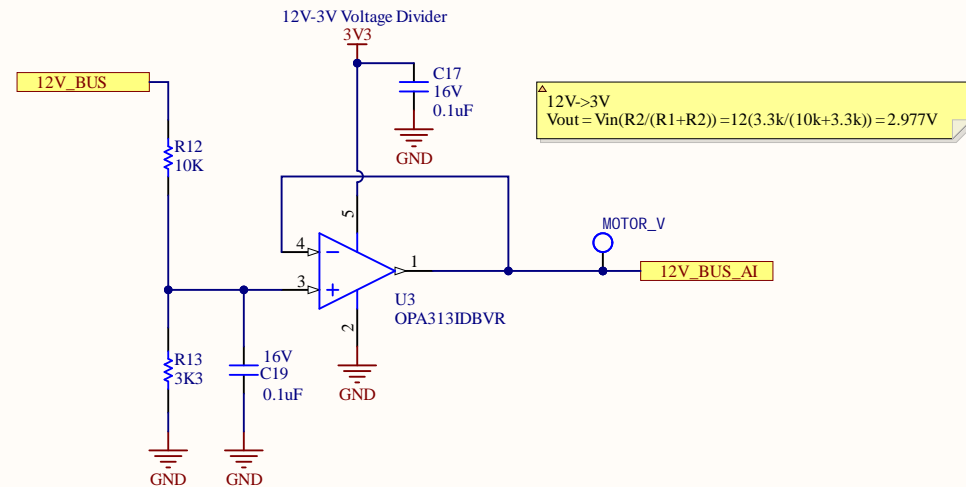 12V-3V Voltage Divider
3V3
12V_BUS
C17
16V
0.1uF
GND
12V->3V
Vout = Vin(R2/(R1+R2)) =12(3.3k/(10k+3.3k)) = 2.977V
R12
10K
5
4
3
1
2
MOTOR_V
12V_BUS_AI
U3
OPA313IDBVR
GND
R13
3K3
16V
C19
0.1uF
GND
GND